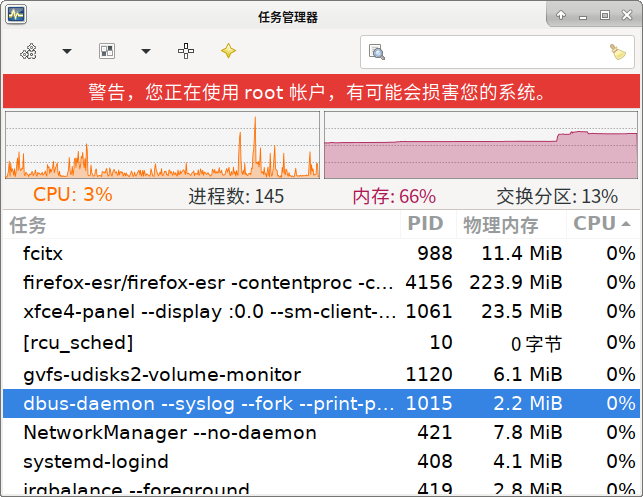 任务管理器
警告，您正在使用 root 帐户，有可能会损害您的系统。
CPU: 3% 进程数: 145 内存: 66% 交换分区: 13%
任务 PID 物理内存 CPU
fcitx 988 11.4 MiB 0%
firefox-esr/firefox-esr -contentproc -c... 4156 223.9 MiB 0%
xfce4-panel --display :0.0 --sm-client-... 1061 23.5 MiB 0%
[rcu_sched] 10 0 字节 0%
gvfs-udisks2-volume-monitor 1120 6.1 MiB 0%
dbus-daemon --syslog --fork --print-p... 1015 2.2 MiB 0%
NetworkManager --no-daemon 421 7.8 MiB 0%
systemd-logind 408 4.1 MiB 0%
irqbalance --foreground 419 2.8 MiB 0%